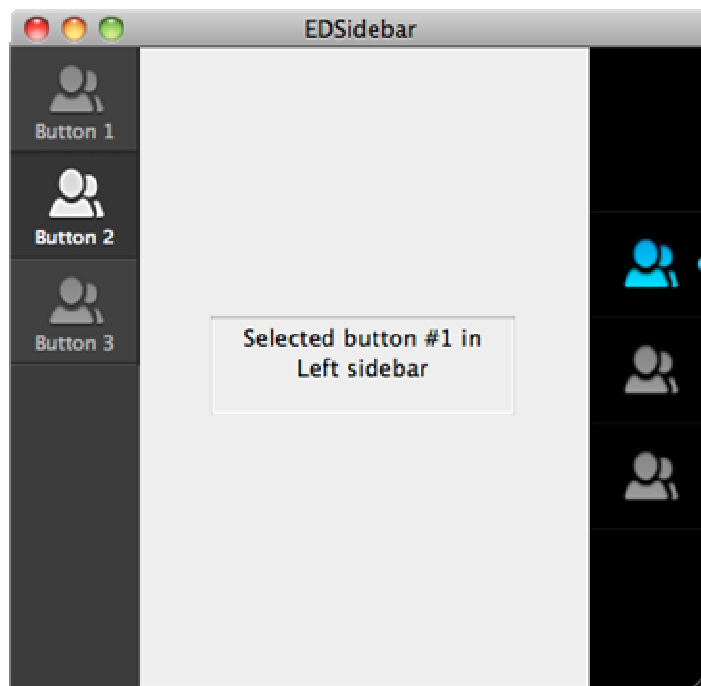 EDSidebar
Button 1
Button 2
Button 3
Selected button #1 in
Left sidebar